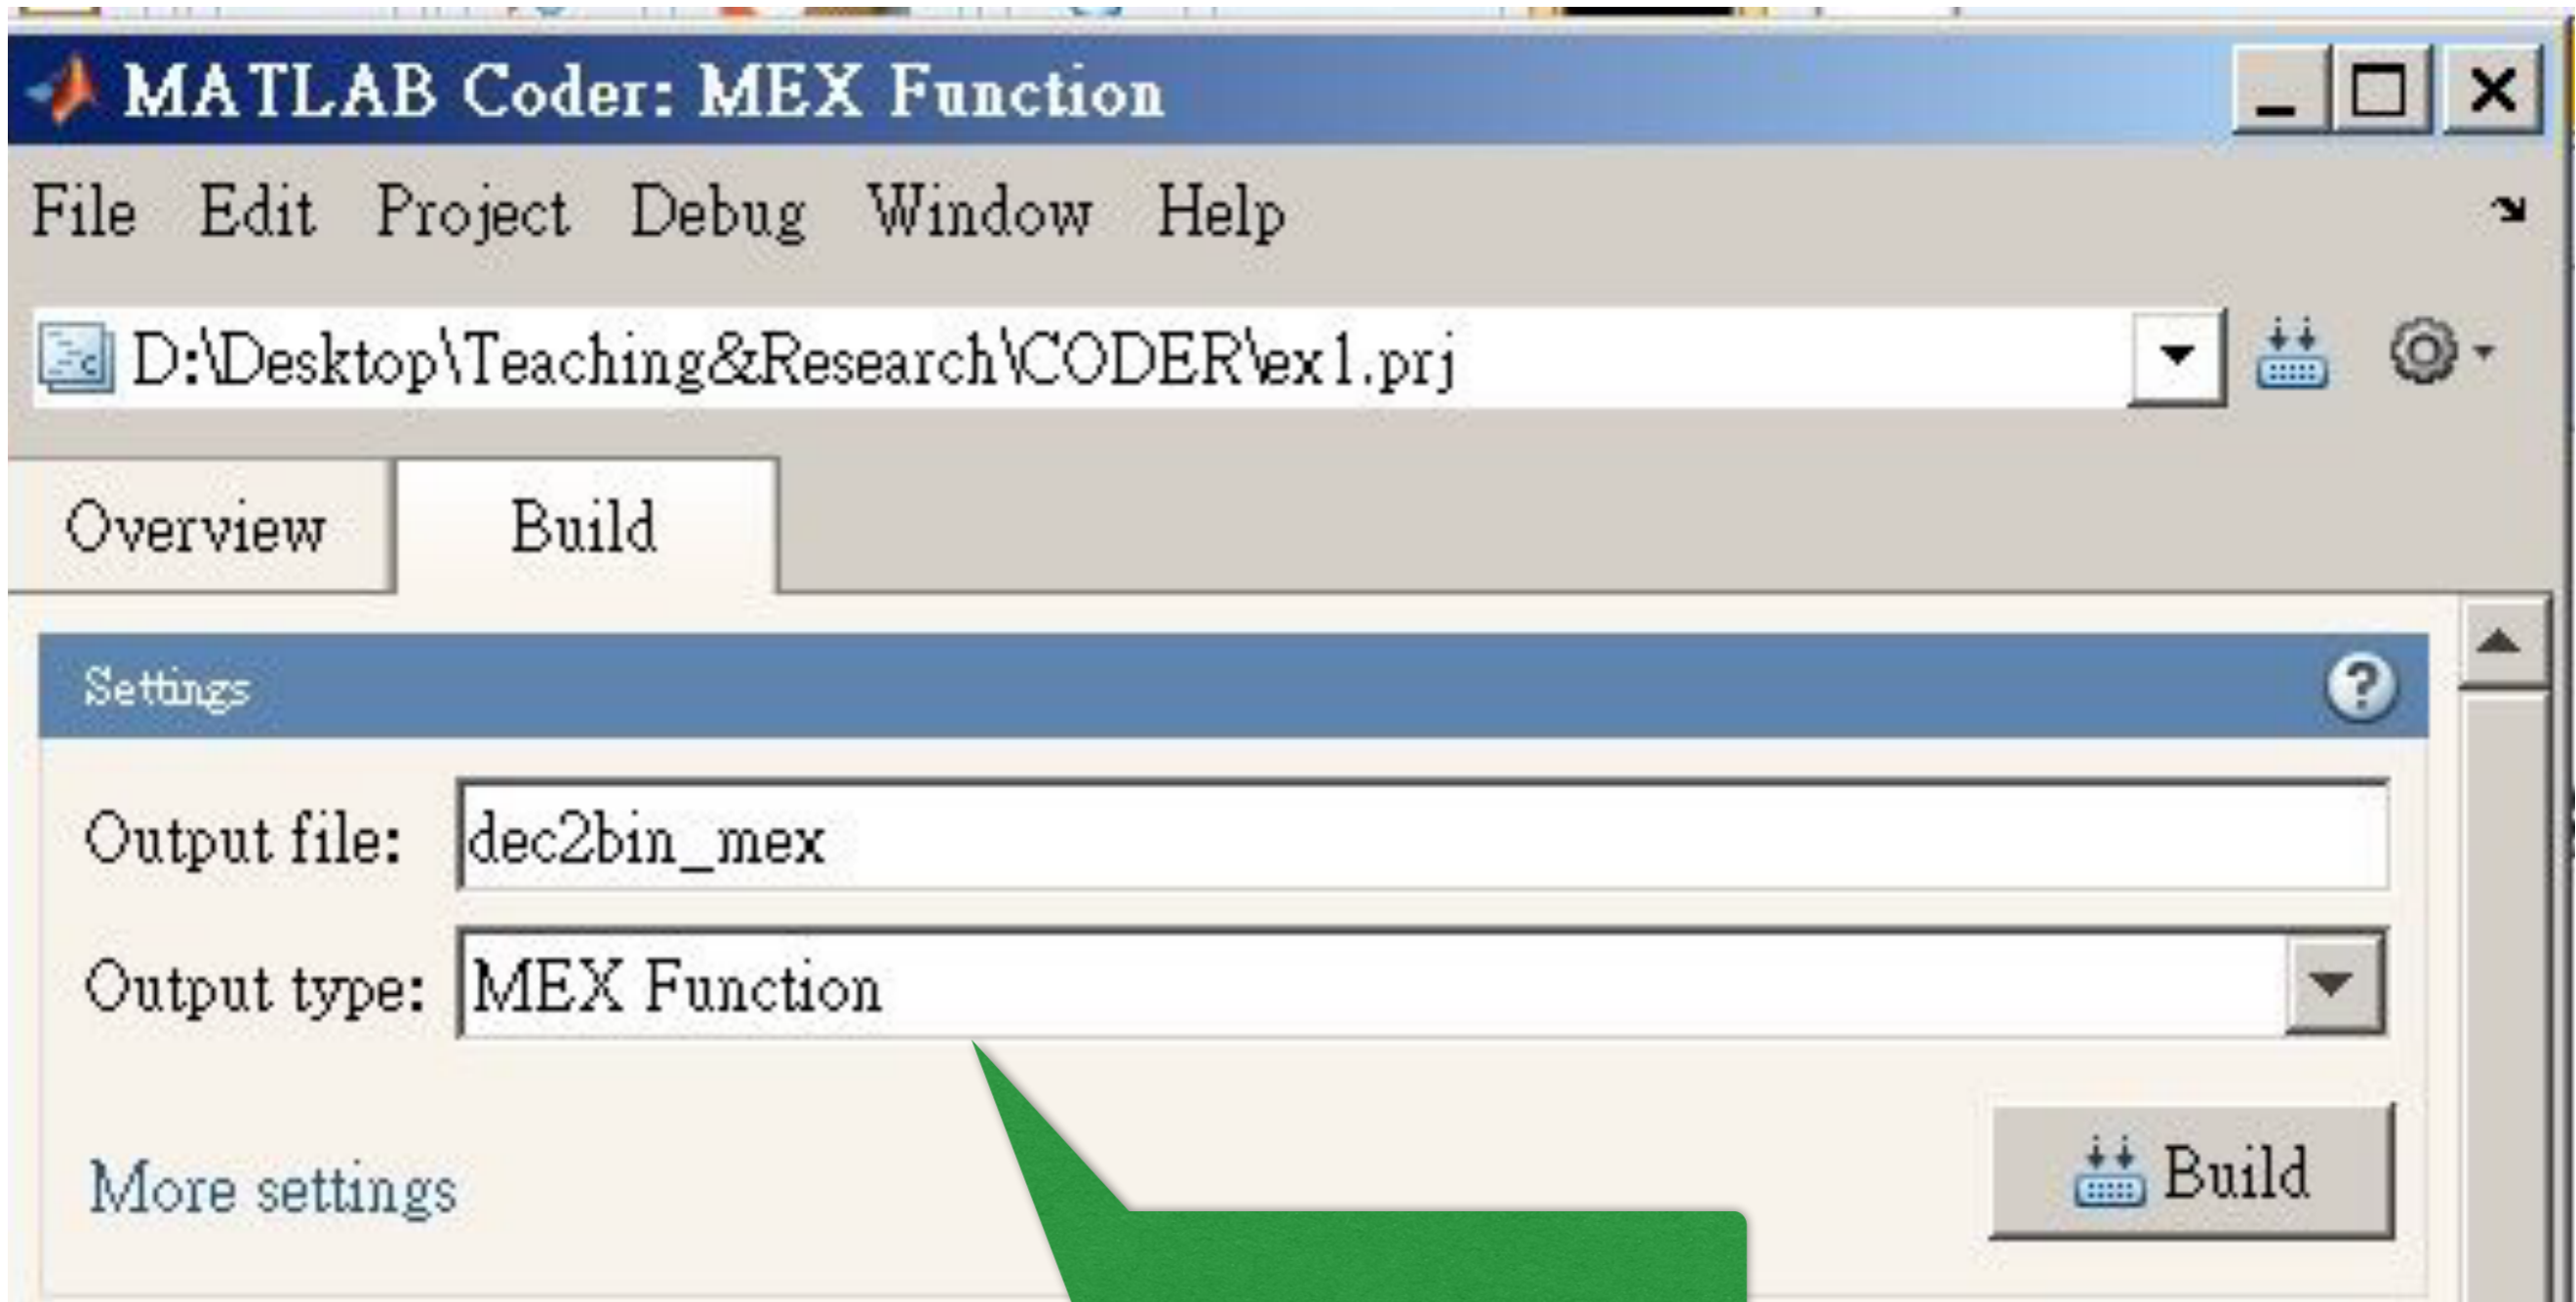 MATLAB Coder: MEX Function
File Edit Project Debug Window Help
D:\Desktop\Teaching&Research\CODER\ex1.prj
Overview Build
Settings
Output file: dec2bin_mex
Output type: MEX Function
More settings
Build